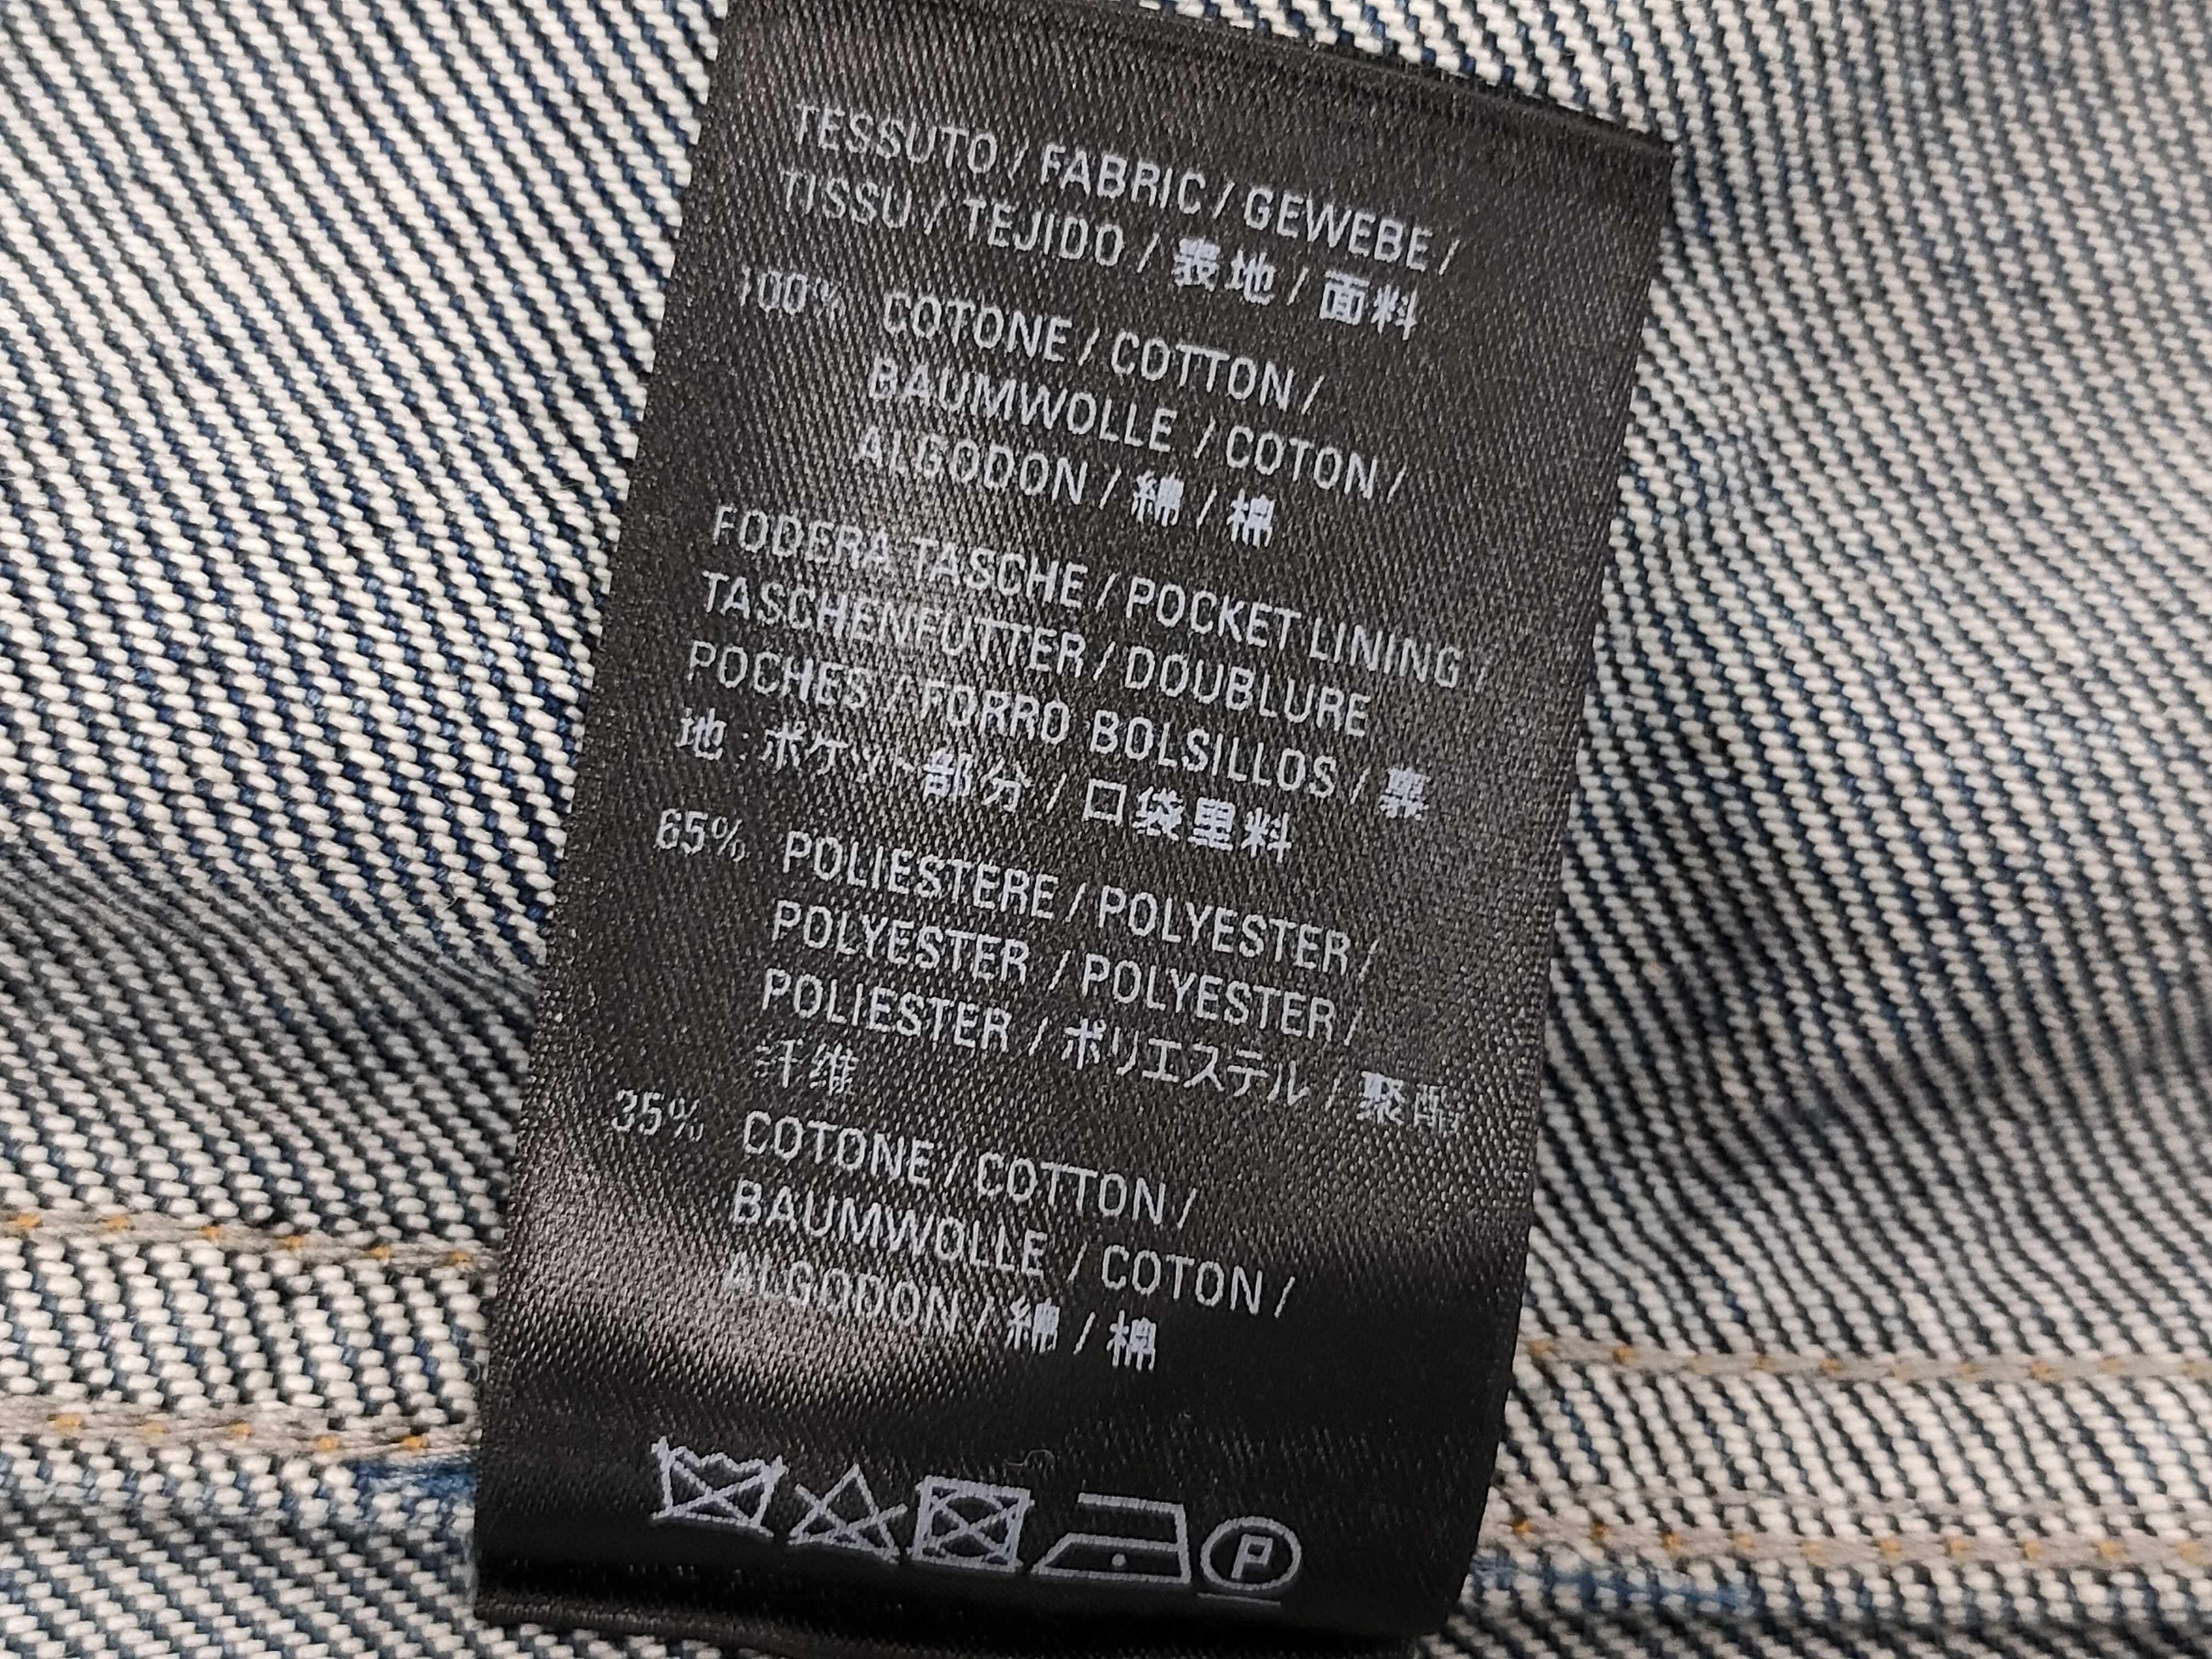 TESSUTO / FABRIC / GEWEBE /
TISSU / TEJIDO / 表地 / 面料
100% COTONE / COTTON /
BAUMWOLLE / COTON /
ALGODON / 綿 / 棉
FODERA TASCHE / POCKET LINING /
TASCHENFUTTER / DOUBLURE
POCHES / FORRO BOLSILLOS / 裏
地 : ポケット部分 / 口袋里料
65% POLIESTERE / POLYESTER /
POLYESTER / POLYESTER /
POLIESTER / ポリエステル / 聚酯
纤维
35% COTONE / COTTON /
BAUMWOLLE / COTON /
ALGODON / 綿 / 棉
P